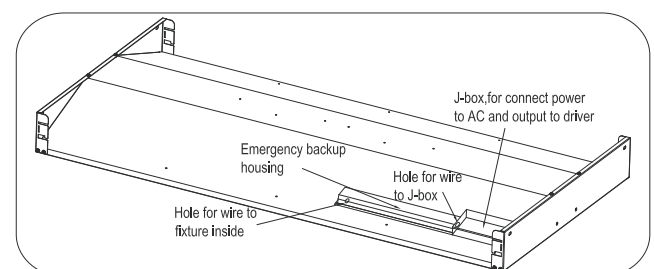 J-box,for connect power
to AC and output to driver
Emergency backup
housing
Hole for wire
to J-box
Hole for wire to
fixture inside